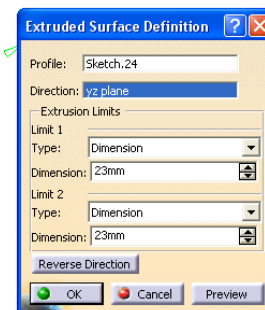 Extruded Surface Definition ? X
Profile: Sketch.24
Direction: yz plane
Extrusion Limits
Limit 1
Type: Dimension
Dimension: 23mm
Limit 2
Type: Dimension
Dimension: 23mm
Reverse Direction
OK Cancel Preview